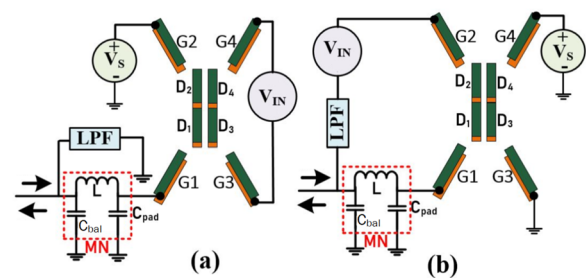 G2
G4
+
V_S
-
D_2
D_4
V_IN
D_1
D_3
LPF
G1
G3
L
C_bal
C_pad
MN
(a)
V_IN
G2
G4
+
V_S
-
D_2
D_4
LPF
D_1
D_3
G1
G3
L
C_bal
C_pad
MN
(b)